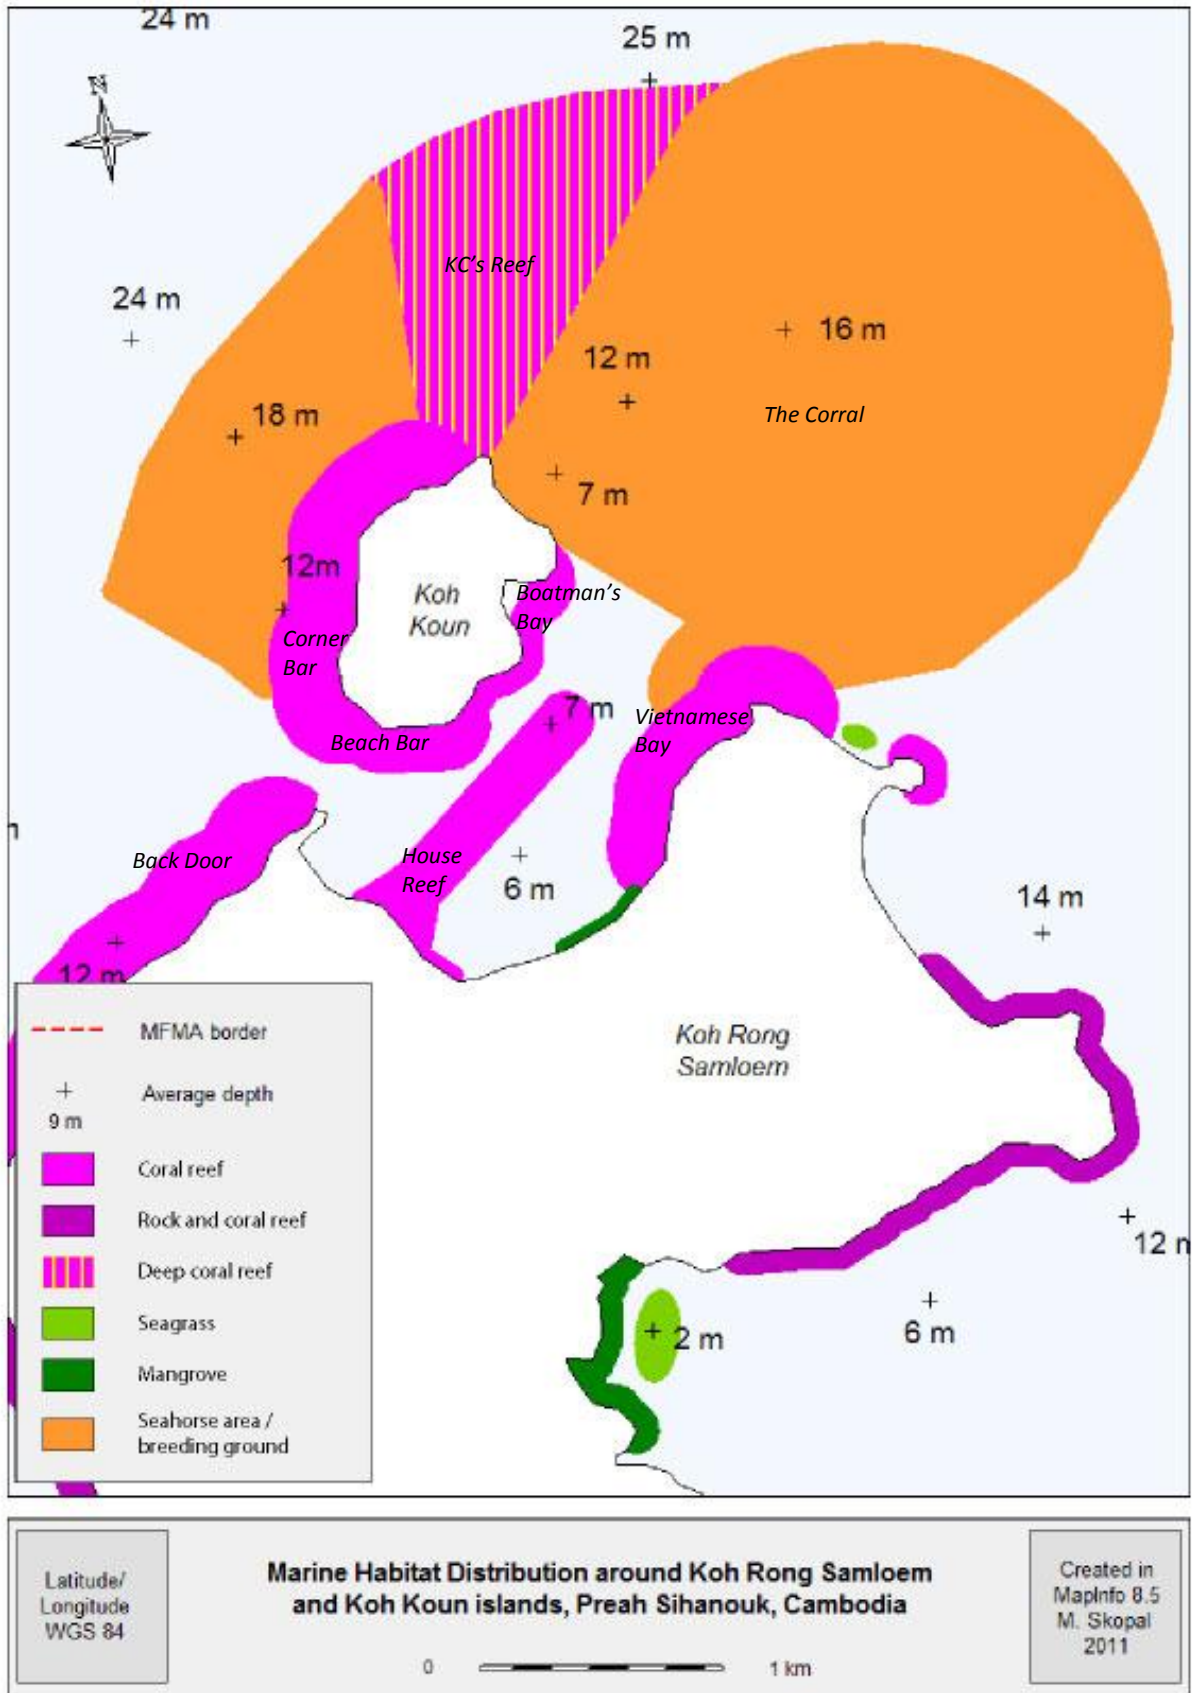 24 m
25 m
N
KC's Reef
24 m
16 m
12 m
The Corral
18 m
7 m
12m
Koh
Koun
Boatman's
Bay
Corner
Bar
7 m
Vietnamese
Bay
Beach Bar
Back Door
House
Reef
6 m
14 m
12 m
Koh Rong
Samloem
MFMA border
Average depth
9 m
Coral reef
Rock and coral reef
Deep coral reef
Seagrass
Mangrove
Seahorse area /
breeding ground
12 m
6 m
2 m
Latitude/
Longitude
WGS 84
Marine Habitat Distribution around Koh Rong Samloem
and Koh Koun islands, Preah Sihanouk, Cambodia
0 1 km
Created in
MapInfo 8.5
M. Skopal
2011